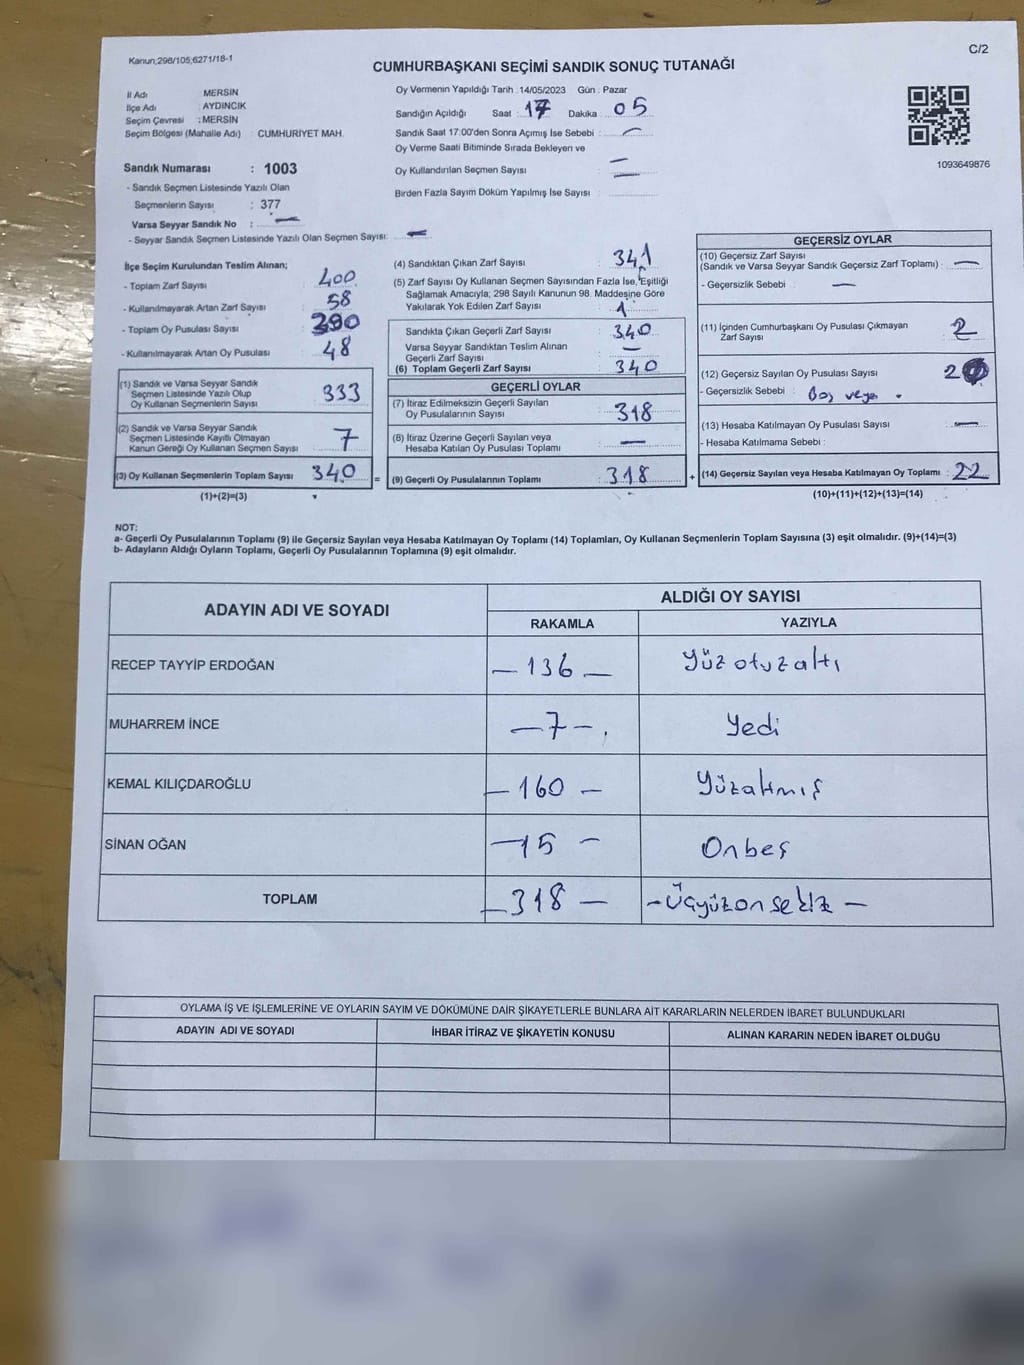 Kanun;298/105;6271/18-1
C/2
CUMHURBAŞKANI SEÇİMİ SANDIK SONUÇ TUTANAĞI
İl Adı MERSİN
İlçe Adı : AYDINCIK
Seçim Çevresi : MERSİN
Seçim Bölgesi (Mahalle Adı) : CUMHURİYET MAH.
Sandık Numarası : 1003
- Sandık Seçmen Listesinde Yazılı Olan
Seçmenlerin Sayısı : 377
Varsa Seyyar Sandık No : —
- Seyyar Sandık Seçmen Listesinde Yazılı Olan Seçmen Sayısı: —
Oy Vermenin Yapıldığı Tarih : 14/05/2023 Gün : Pazar
Sandığın Açıldığı Saat : 17 Dakika : 05
Sandık Saat 17:00'den Sonra Açımış İse Sebebi : —
Oy Verme Saati Bitiminde Sırada Bekleyen ve
Oy Kullandırılan Seçmen Sayısı : —
Birden Fazla Sayım Döküm Yapılmış İse Sayısı : —
1093649876
İlçe Seçim Kurulundan Teslim Alınan;
- Toplam Zarf Sayısı : 400
- Kullanılmayarak Artan Zarf Sayısı : 58
- Toplam Oy Pusulası Sayısı : 390
- Kullanılmayarak Artan Oy Pusulası : 48
(1) Sandık ve Varsa Seyyar Sandık
Seçmen Listesinde Yazılı Olup
Oy Kullanan Seçmenlerin Sayısı : 333
(2) Sandık ve Varsa Seyyar Sandık
Seçmen Listesinde Kayıtlı Olmayan
Kanun Gereği Oy Kullanan Seçmen Sayısı : 7
(3) Oy Kullanan Seçmenlerin Toplam Sayısı : 340
(1)+(2)=(3)
(4) Sandıktan Çıkan Zarf Sayısı : 341
(5) Zarf Sayısı Oy Kullanan Seçmen Sayısından Fazla İse, Eşitliği
Sağlamak Amacıyla; 298 Sayılı Kanunun 98. Maddesine Göre
Yakılarak Yok Edilen Zarf Sayısı : 1
Sandıkta Çıkan Geçerli Zarf Sayısı : 340
Varsa Seyyar Sandıktan Teslim Alınan
Geçerli Zarf Sayısı : —
(6) Toplam Geçerli Zarf Sayısı : 340
GEÇERLİ OYLAR
(7) İtiraz Edilmeksizin Geçerli Sayılan
Oy Pusulalarının Sayısı : 318
(8) İtiraz Üzerine Geçerli Sayılan veya
Hesaba Katılan Oy Pusulası Toplamı : —
= (9) Geçerli Oy Pusulalarının Toplamı : 318
GEÇERSİZ OYLAR
(10) Geçersiz Zarf Sayısı
(Sandık ve Varsa Seyyar Sandık Geçersiz Zarf Toplamı) : —
- Geçersizlik Sebebi : —
(11) İçinden Cumhurbaşkanı Oy Pusulası Çıkmayan
Zarf Sayısı : 2
(12) Geçersiz Sayılan Oy Pusulası Sayısı : 20
- Geçersizlik Sebebi : Boş veya
(13) Hesaba Katılmayan Oy Pusulası Sayısı : —
- Hesaba Katılmama Sebebi :
+ (14) Geçersiz Sayılan veya Hesaba Katılmayan Oy Toplamı : 22
(10)+(11)+(12)+(13)=(14)
NOT:
a- Geçerli Oy Pusulalarının Toplamı (9) ile Geçersiz Sayılan veya Hesaba Katılmayan Oy Toplamı (14) Toplamları, Oy Kullanan Seçmenlerin Toplam Sayısına (3) eşit olmalıdır. (9)+(14)=(3)
b- Adayların Aldığı Oyların Toplamı, Geçerli Oy Pusulalarının Toplamına (9) eşit olmalıdır.
ADAYIN ADI VE SOYADI
ALDIĞI OY SAYISI
RAKAMLA YAZIYLA
RECEP TAYYİP ERDOĞAN — 136 — Yüz otuz altı
MUHARREM İNCE — 7 — Yedi
KEMAL KILIÇDAROĞLU — 160 — Yüzaltmış
SİNAN OĞAN — 15 — Onbeş
TOPLAM — 318 — - Üçyüzon sekiz —
OYLAMA İŞ VE İŞLEMLERİNE VE OYLARIN SAYIM VE DÖKÜMÜNE DAİR ŞİKAYETLERLE BUNLARA AİT KARARLARIN NELERDEN İBARET BULUNDUKLARI
ADAYIN ADI VE SOYADI İHBAR İTİRAZ VE ŞİKAYETİN KONUSU ALINAN KARARIN NEDEN İBARET OLDUĞU